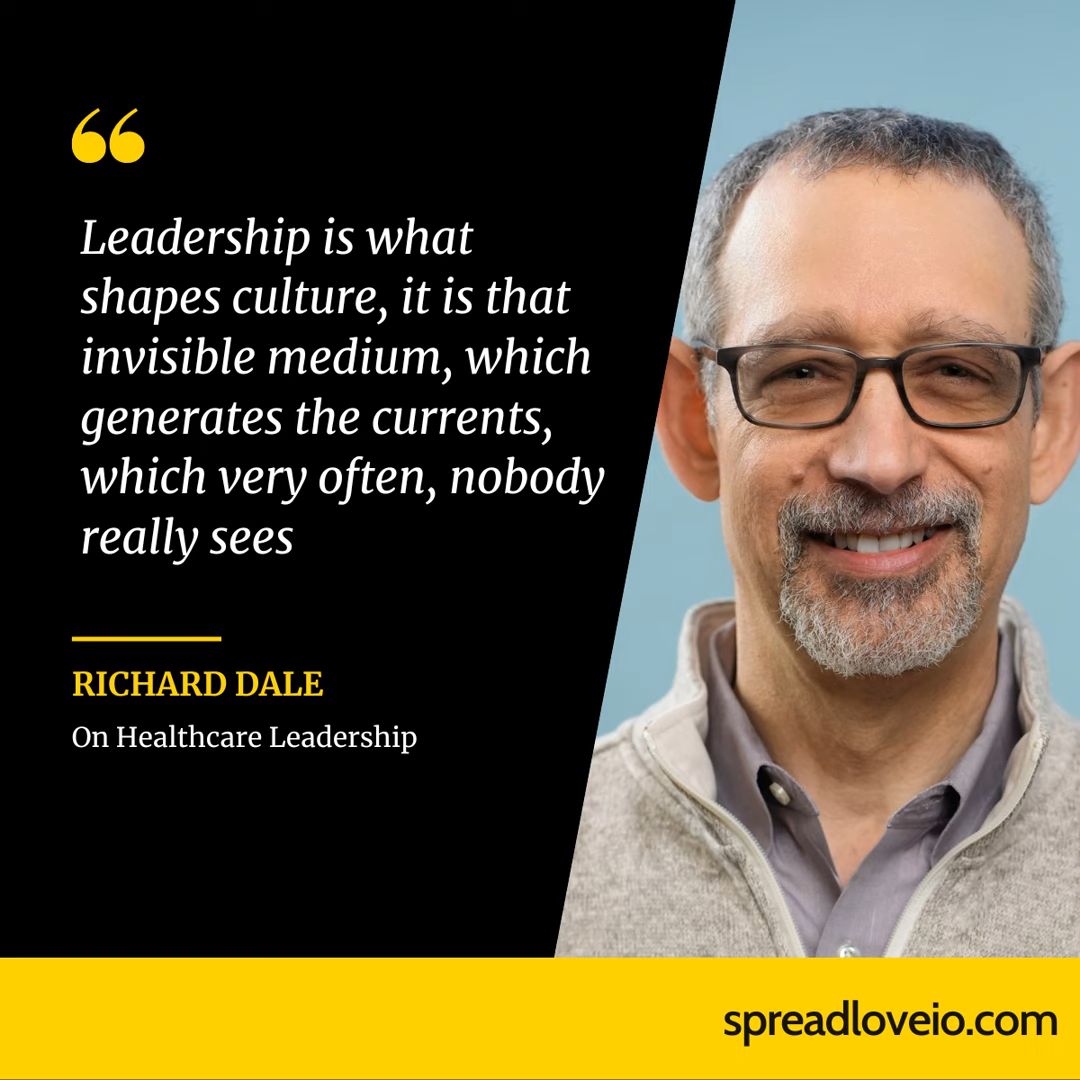 “
Leadership is what
shapes culture, it is that
invisible medium, which
generates the currents,
which very often, nobody
really sees
RICHARD DALE
On Healthcare Leadership
spreadloveio.com